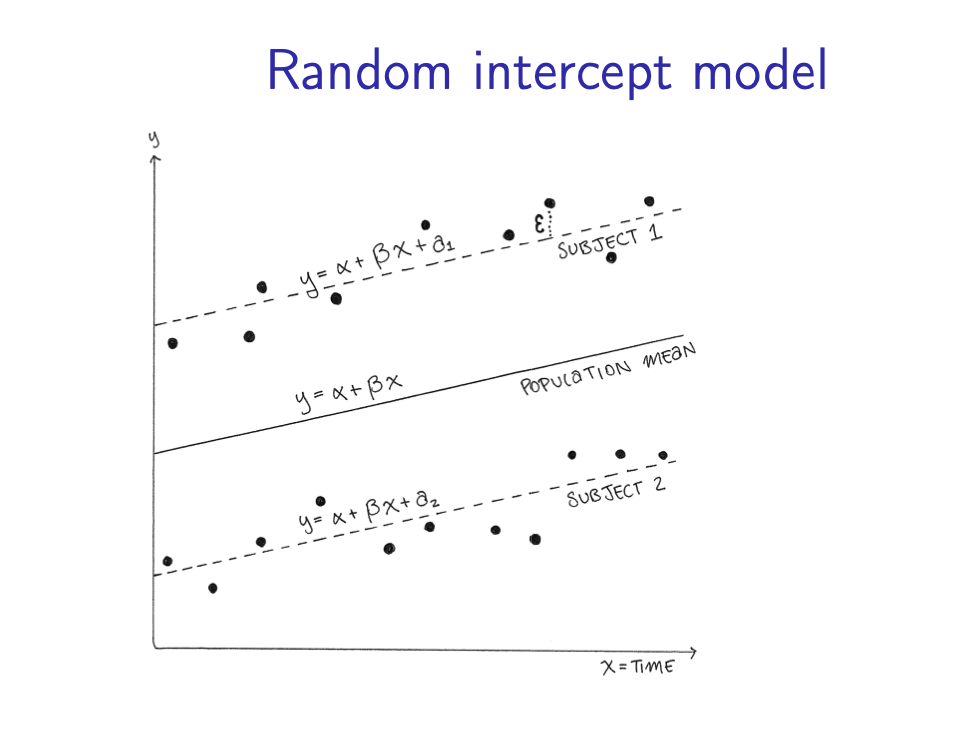 Random intercept model
y
ε
y = α + βx + a₁
SUBJECT 1
y = α + βx
POPULATION MEAN
y = α + βx + a₂
SUBJECT 2
x = TIME